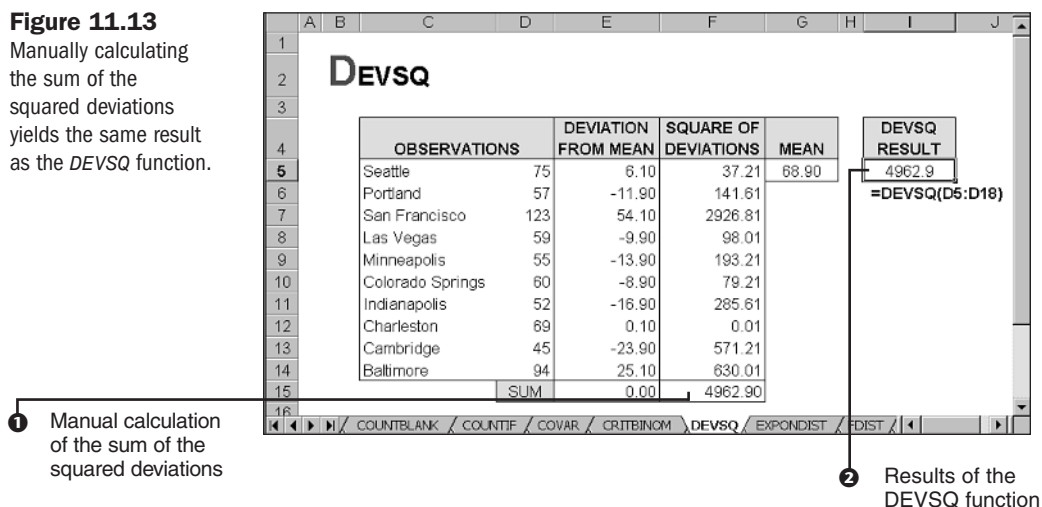 Figure 11.13
Manually calculating
the sum of the
squared deviations
yields the same result
as the DEVSQ function.
A B C D E F G H I J
1
2 DEVSQ
3
4 OBSERVATIONS DEVIATION FROM MEAN SQUARE OF DEVIATIONS MEAN DEVSQ RESULT
5 Seattle 75 6.10 37.21 68.90 4962.9
6 Portland 57 -11.90 141.61 =DEVSQ(D5:D18)
7 San Francisco 123 54.10 2926.81
8 Las Vegas 59 -9.90 98.01
9 Minneapolis 55 -13.90 193.21
10 Colorado Springs 60 -8.90 79.21
11 Indianapolis 52 -16.90 285.61
12 Charleston 69 0.10 0.01
13 Cambridge 45 -23.90 571.21
14 Baltimore 94 25.10 630.01
15 SUM 0.00 4962.90
16
COUNTBLANK / COUNTIF / COVAR / CRITBINOM \ DEVSQ / EXPONDIST / FDIST /
1 Manual calculation
of the sum of the
squared deviations
2 Results of the
DEVSQ function